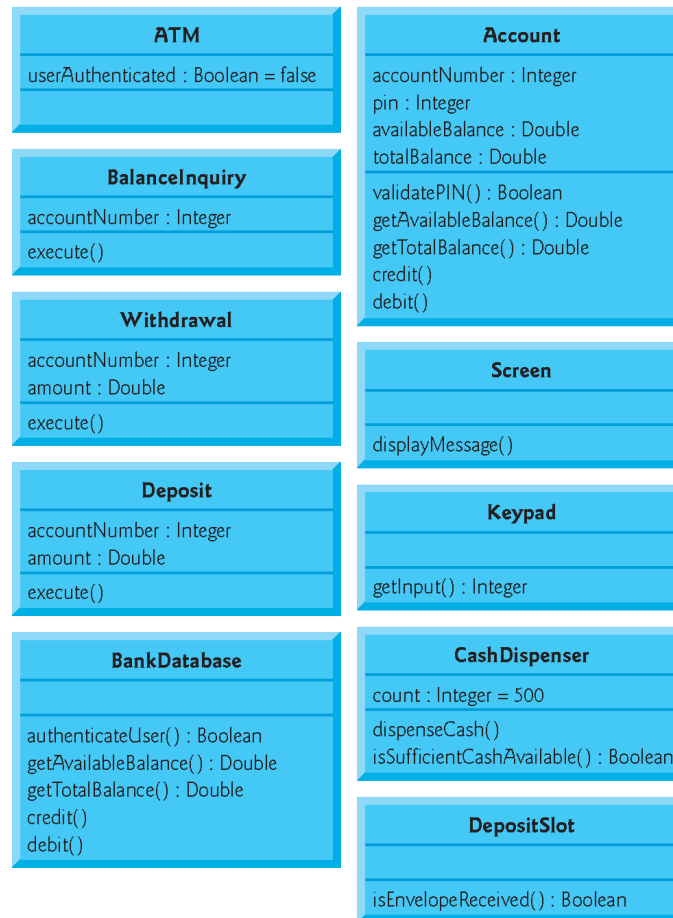 ATM
userAuthenticated : Boolean = false
BalanceInquiry
accountNumber : Integer
execute()
Withdrawal
accountNumber : Integer
amount : Double
execute()
Deposit
accountNumber : Integer
amount : Double
execute()
BankDatabase
authenticateUser() : Boolean
getAvailableBalance() : Double
getTotalBalance() : Double
credit()
debit()
Account
accountNumber : Integer
pin : Integer
availableBalance : Double
totalBalance : Double
validatePIN() : Boolean
getAvailableBalance() : Double
getTotalBalance() : Double
credit()
debit()
Screen
displayMessage()
Keypad
getInput() : Integer
CashDispenser
count : Integer = 500
dispenseCash()
isSufficientCashAvailable() : Boolean
DepositSlot
isEnvelopeReceived() : Boolean